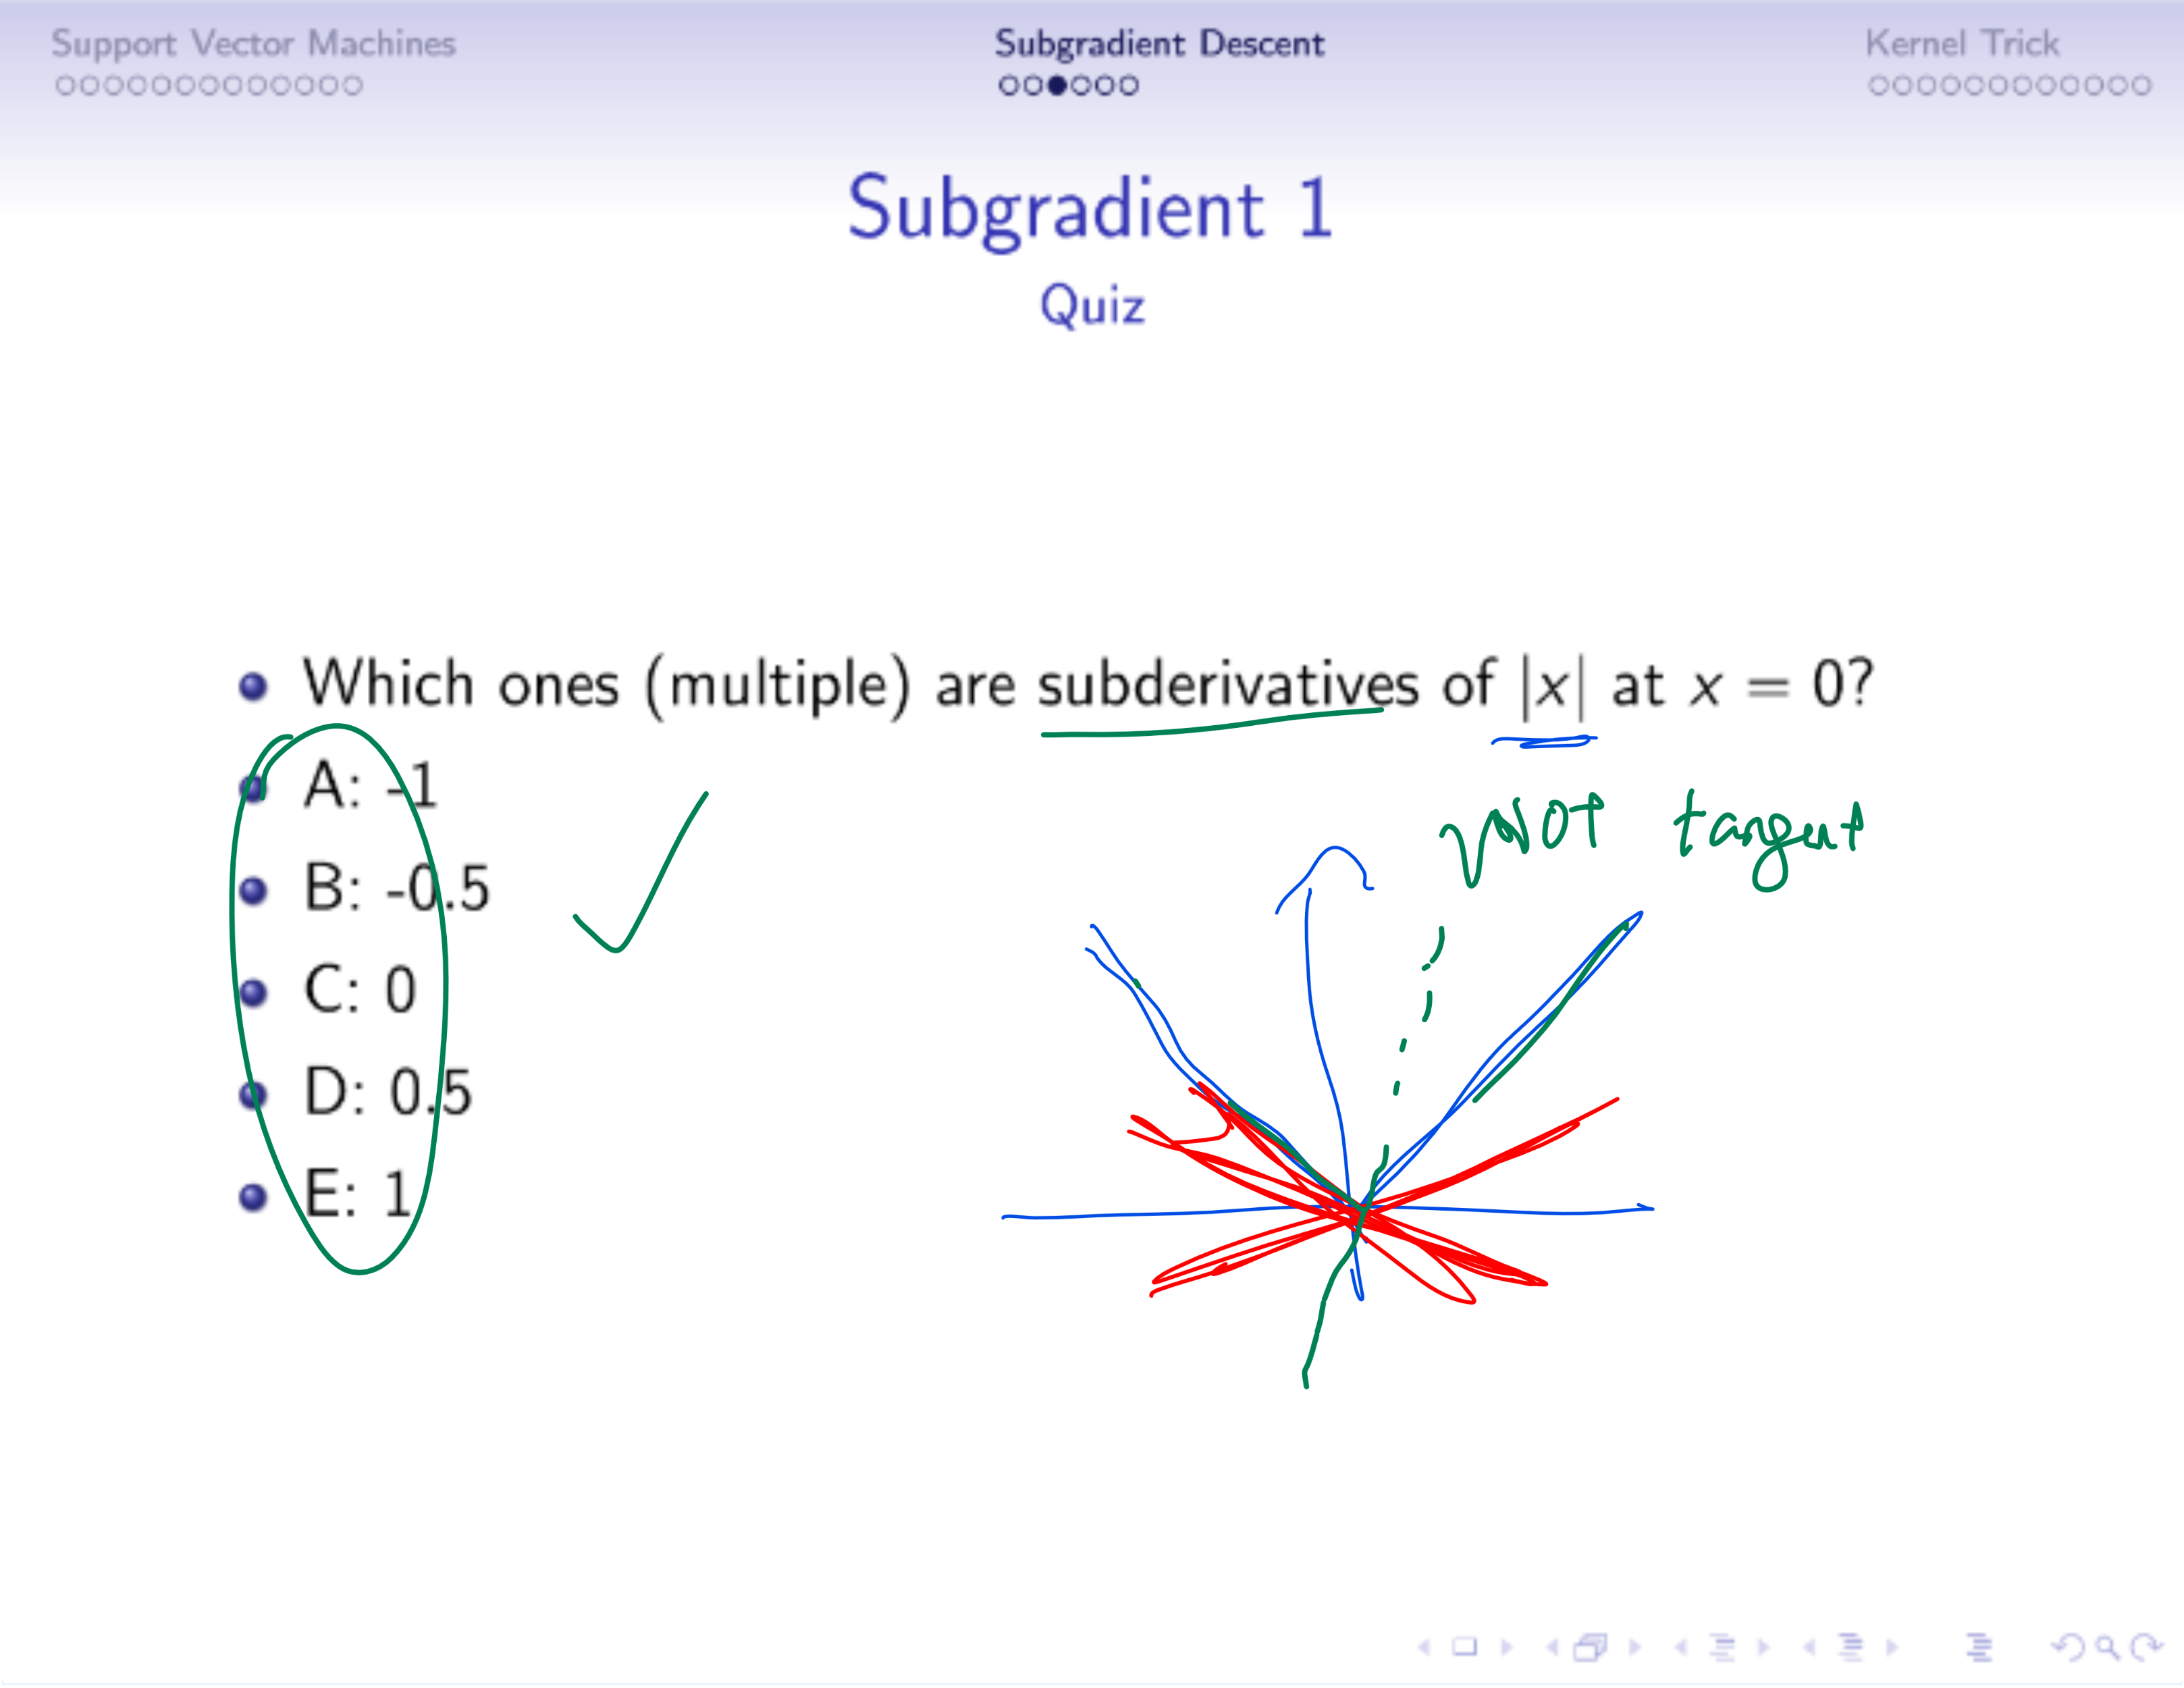 Support Vector Machines
Subgradient Descent
Kernel Trick
Subgradient 1
Quiz
Which ones (multiple) are subderivatives of |x| at x = 0?
A: -1
B: -0.5
C: 0
D: 0.5
E: 1
NOT tagent